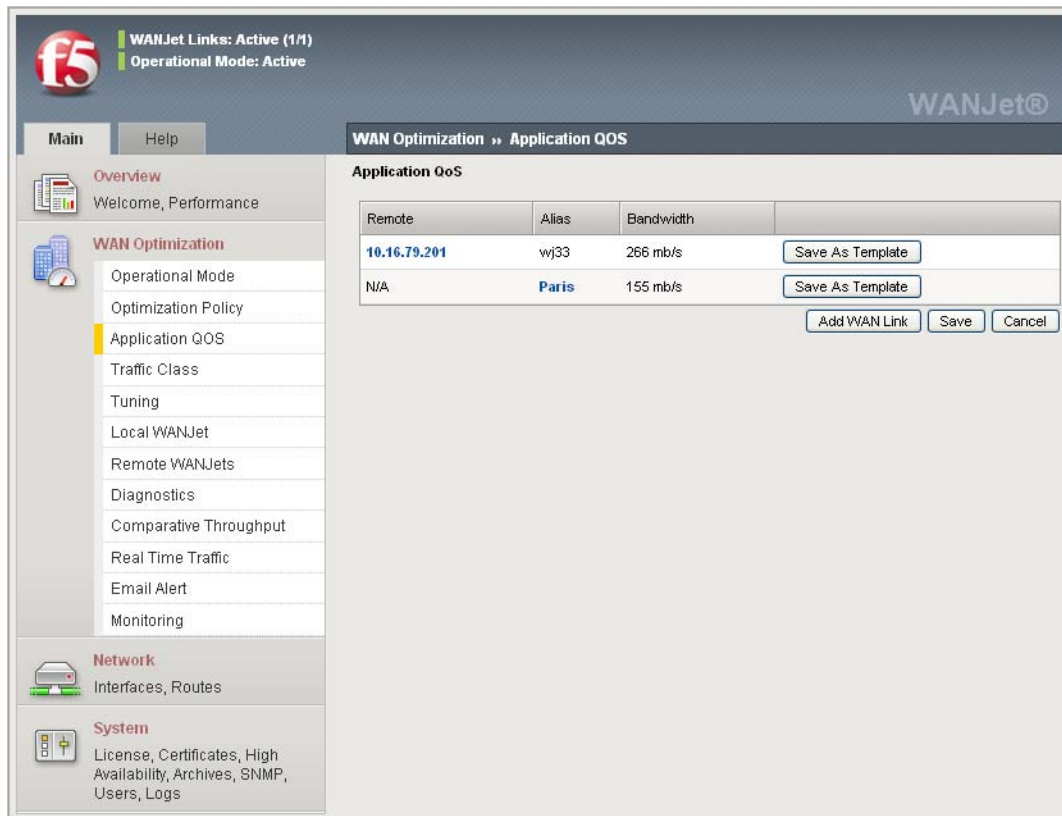 f5
WANJet Links: Active (1/1)
Operational Mode: Active
WANJet®
Main
Help
WAN Optimization ›› Application QOS
Overview
Welcome, Performance
WAN Optimization
Operational Mode
Optimization Policy
Application QOS
Traffic Class
Tuning
Local WANJet
Remote WANJets
Diagnostics
Comparative Throughput
Real Time Traffic
Email Alert
Monitoring
Network
Interfaces, Routes
System
License, Certificates, High
Availability, Archives, SNMP,
Users, Logs
Application QoS
Remote Alias Bandwidth
10.16.79.201 wj33 266 mb/s Save As Template
N/A Paris 155 mb/s Save As Template
Add WAN Link Save Cancel